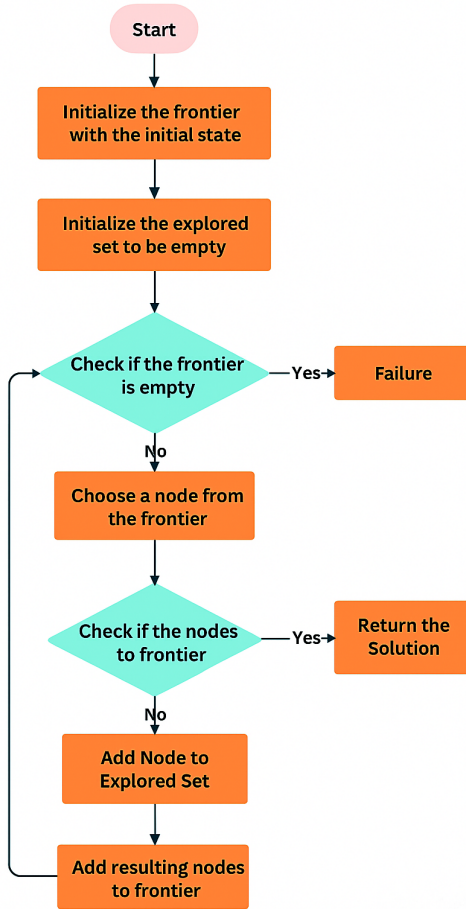 Start
Initialize the frontier
with the initial state
Initialize the explored
set to be empty
Check if the frontier
is empty
Yes
Failure
No
Choose a node from
the frontier
Check if the nodes
to frontier
Yes
Return the
Solution
No
Add Node to
Explored Set
Add resulting nodes
to frontier